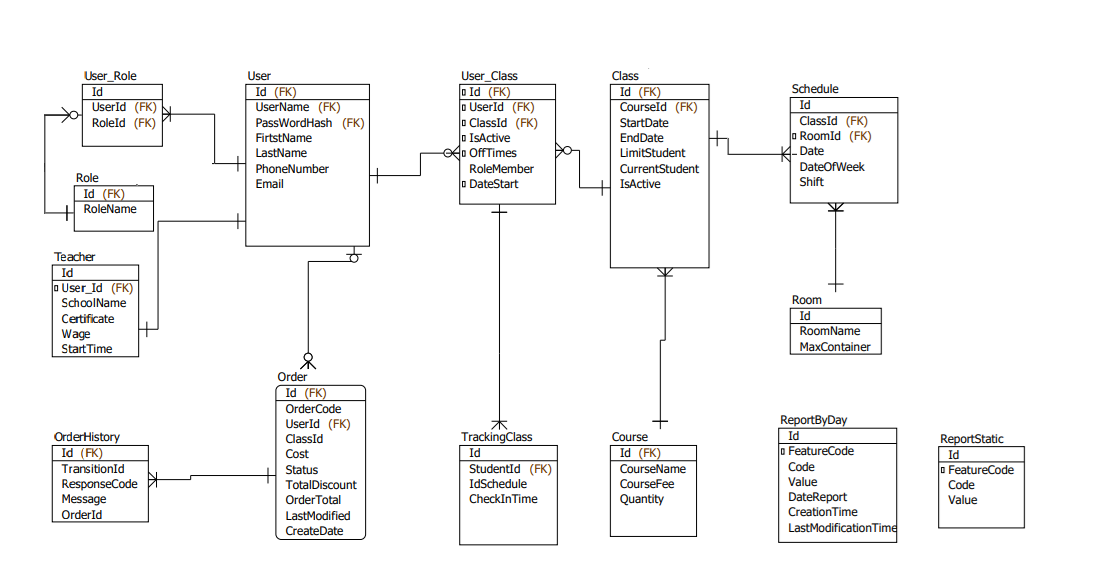 User_Role
Id
UserId (FK)
RoleId (FK)
Role
Id (FK)
RoleName
Teacher
Id
User_Id (FK)
SchoolName
Certificate
Wage
StartTime
User
Id (FK)
UserName (FK)
PassWordHash (FK)
FirtstName
LastName
PhoneNumber
Email
User_Class
Id (FK)
UserId (FK)
ClassId (FK)
IsActive
OffTimes
RoleMember
DateStart
Class
Id (FK)
CourseId (FK)
StartDate
EndDate
LimitStudent
CurrentStudent
IsActive
Schedule
Id
ClassId (FK)
RoomId (FK)
Date
DateOfWeek
Shift
Room
Id
RoomName
MaxContainer
OrderHistory
Id (FK)
TransitionId
ResponseCode
Message
OrderId
Order
Id (FK)
OrderCode
UserId (FK)
ClassId
Cost
Status
TotalDiscount
OrderTotal
LastModified
CreateDate
TrackingClass
Id
StudentId (FK)
IdSchedule
CheckInTime
Course
Id (FK)
CourseName
CourseFee
Quantity
ReportByDay
Id
FeatureCode
Code
Value
DateReport
CreationTime
LastModificationTime
ReportStatic
Id
FeatureCode
Code
Value